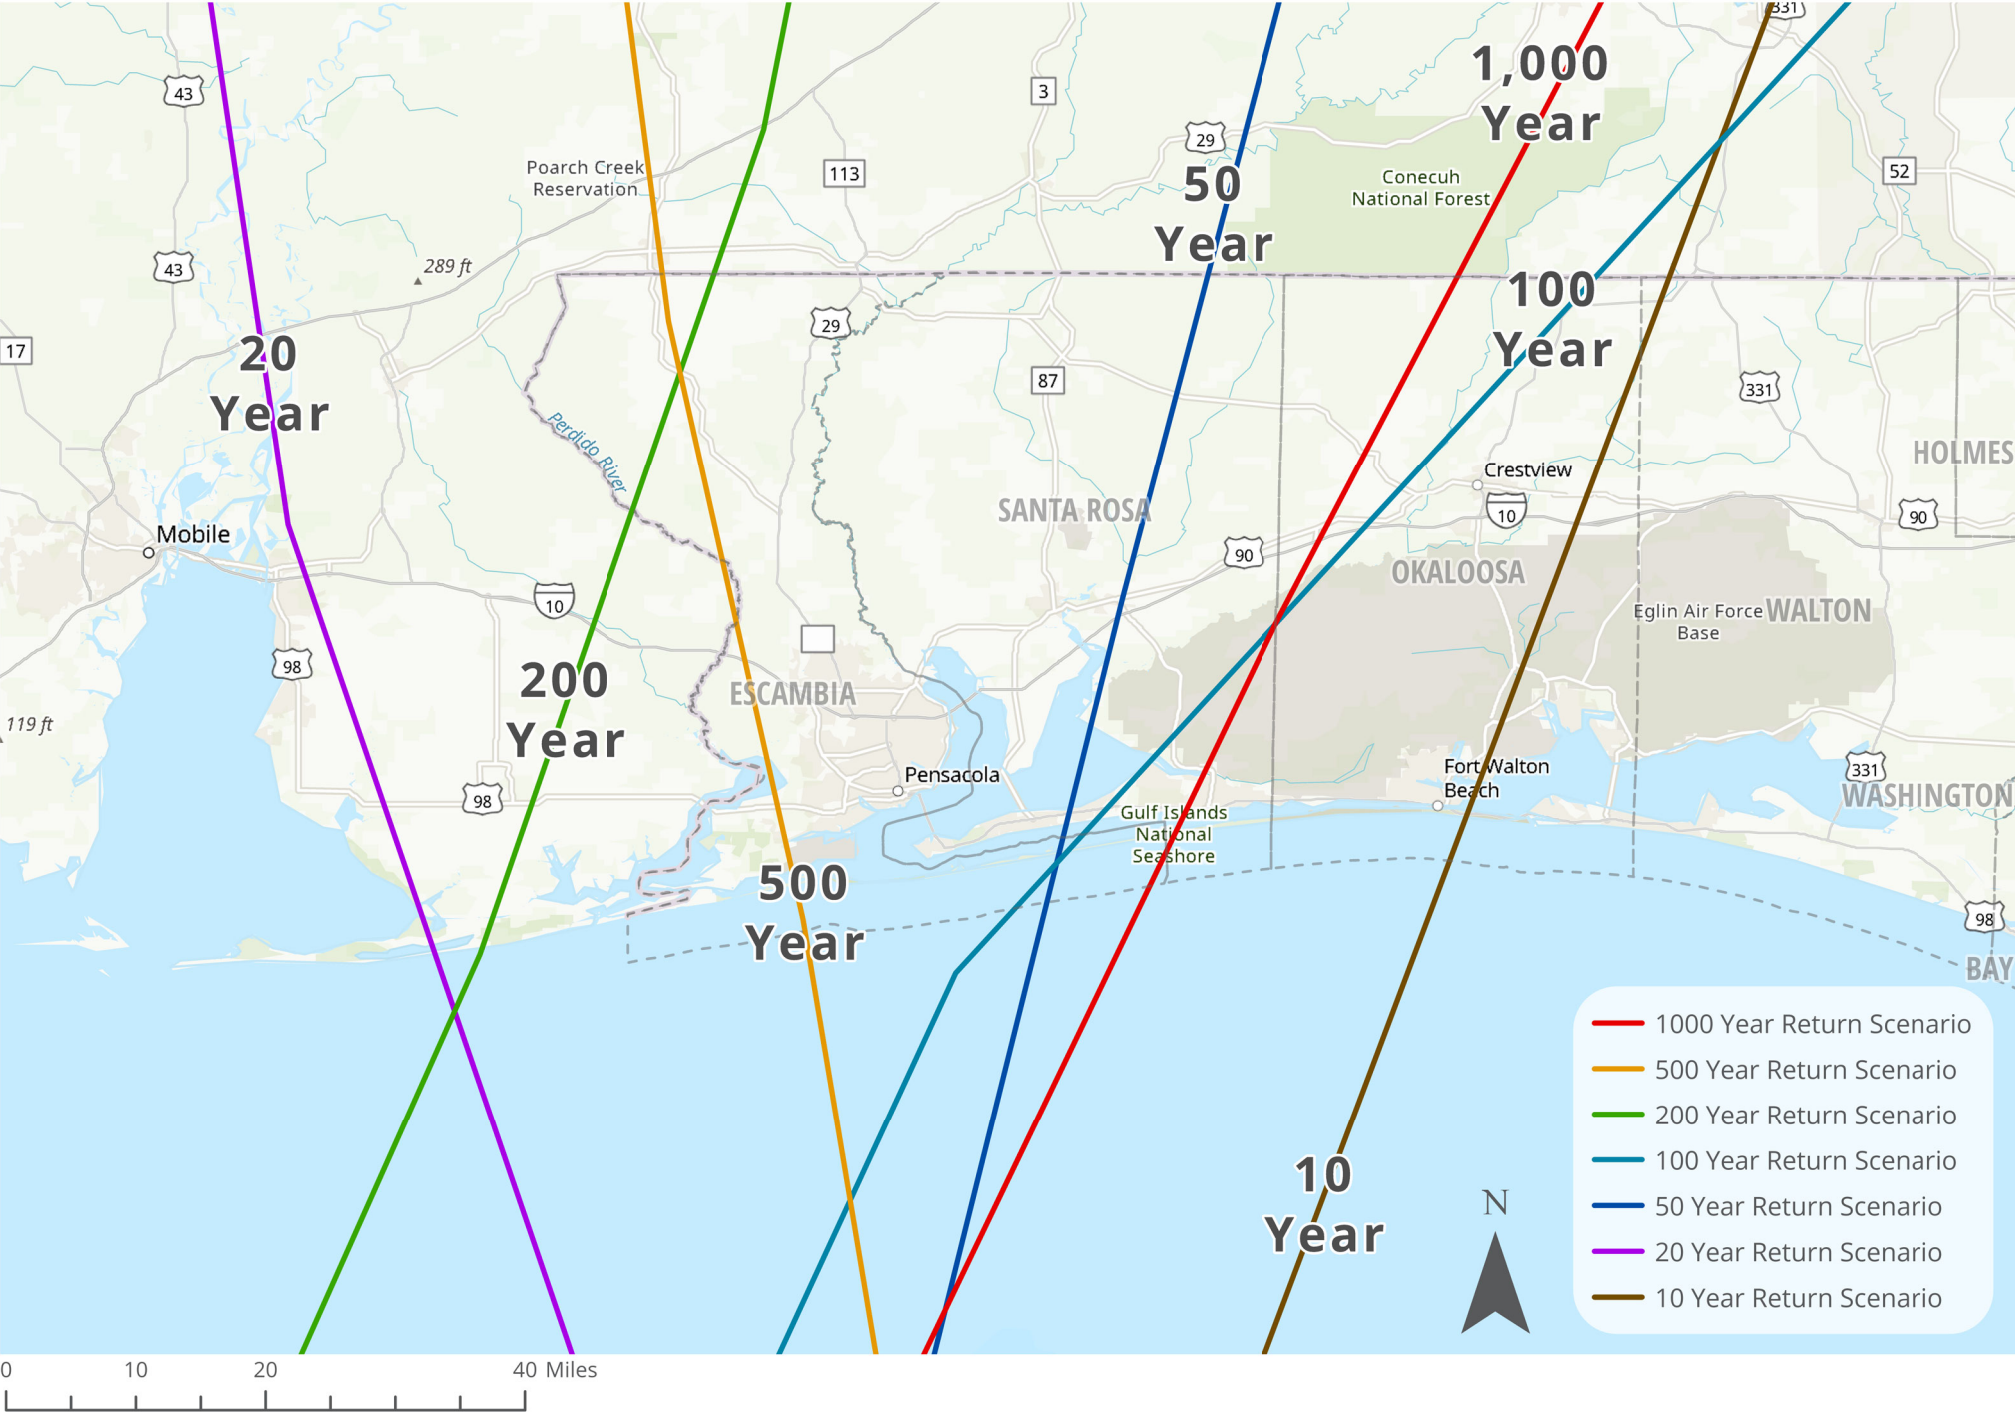 331
1,000
Year
43
3
29
Poarch Creek
Reservation
113
50
Year
Conecuh
National Forest
52
43
289 ft
100
Year
17
20
Year
29
87
331
Perdido River
HOLMES
Crestview
Mobile
SANTA ROSA
10
90
90
OKALOOSA
10
Eglin Air Force
Base
WALTON
98
200
Year
ESCAMBIA
119 ft
98
Pensacola
Fort Walton
Beach
331
WASHINGTON
Gulf Islands
National
Seashore
500
Year
98
BAY
1000 Year Return Scenario
500 Year Return Scenario
200 Year Return Scenario
100 Year Return Scenario
50 Year Return Scenario
20 Year Return Scenario
10 Year Return Scenario
10
Year
N
0 10 20 40 Miles